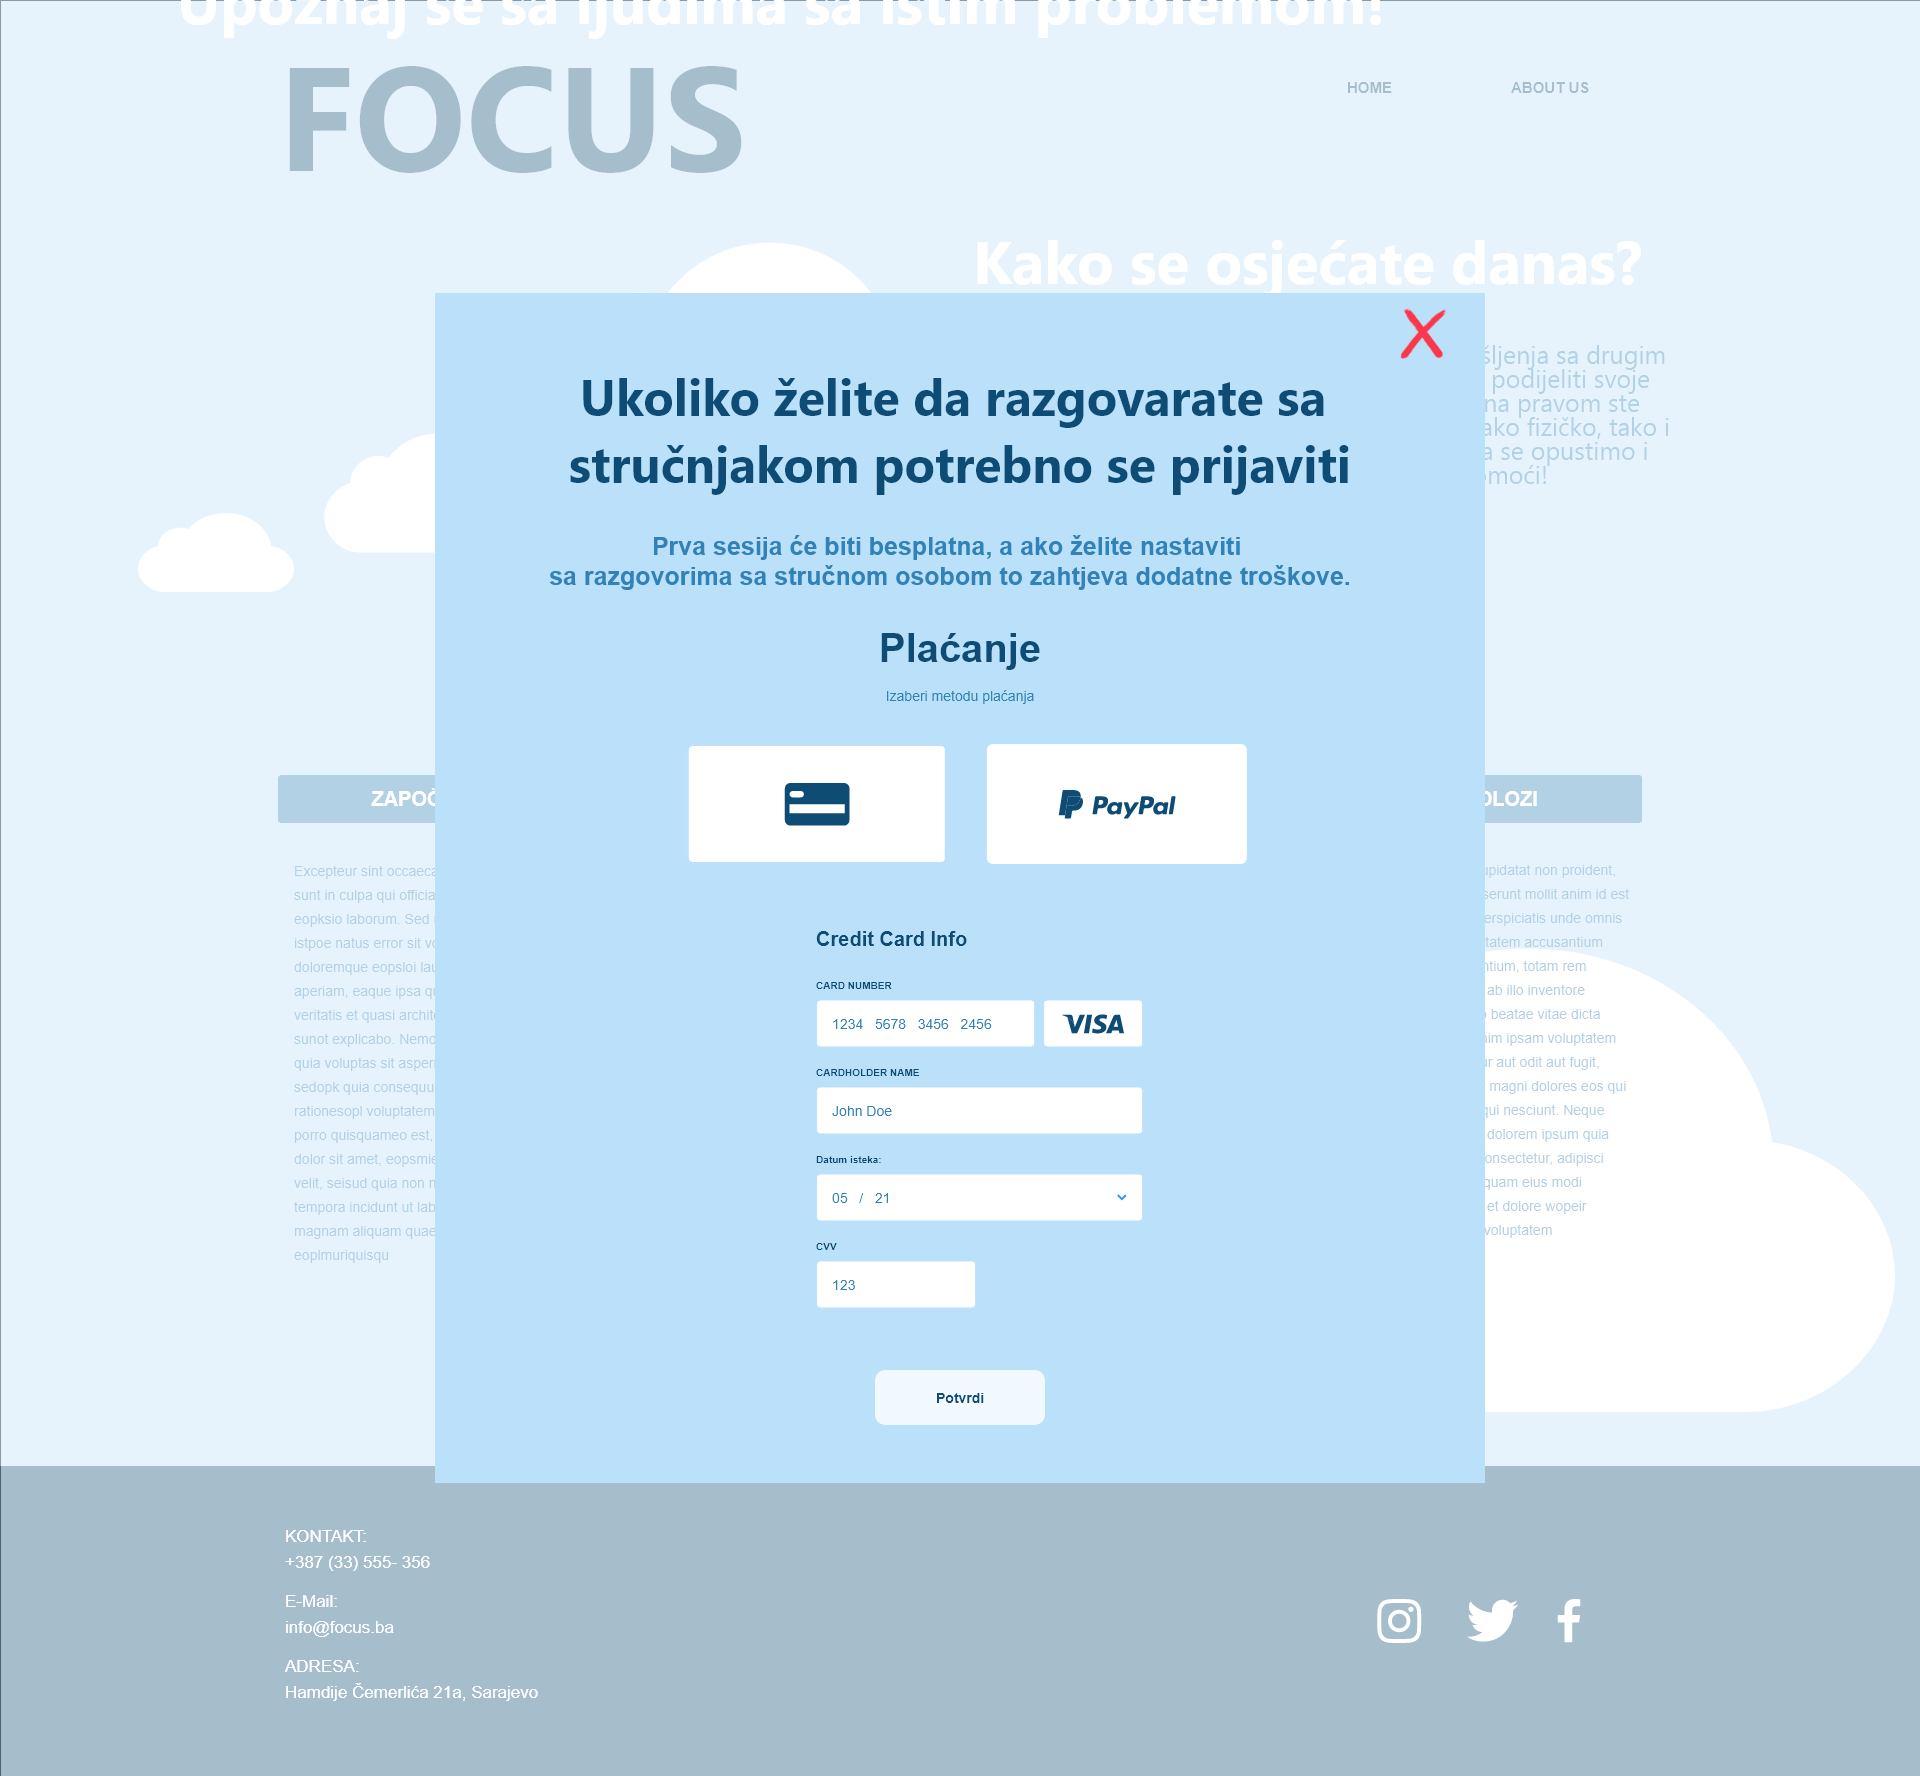 Upoznaj se sa ljudima sa istim problemom!
FOCUS
HOME
ABOUT US
Kako se osjećate danas?
šljenja sa drugim
podijeliti svoje
na pravom ste
ako fizičko, tako i
a se opustimo i
omoći!
Ukoliko želite da razgovarate sa
stručnjakom potrebno se prijaviti
Prva sesija će biti besplatna, a ako želite nastaviti
sa razgovorima sa stručnom osobom to zahtjeva dodatne troškove.
Plaćanje
Izaberi metodu plaćanja
PayPal
Credit Card Info
CARD NUMBER
1234 5678 3456 2456
VISA
CARDHOLDER NAME
John Doe
Datum isteka:
05 / 21
CVV
123
Potvrdi
ZAPOČ
Excepteur sint occaeca
sunt in culpa qui officia
eopksio laborum. Sed
istpoe natus error sit vo
doloremque eopsloi lau
aperiam, eaque ipsa qu
veritatis et quasi archite
sunot explicabo. Nemo
quia voluptas sit asper
sedopk quia consequu
rationesopl voluptatem
porro quisquameo est,
dolor sit amet, eopsmie
velit, seisud quia non n
tempora incidunt ut lab
magnam aliquam quae
eoplmuriquisqu
OLOZI
upidatat non proident,
serunt mollit anim id est
erspiciatis unde omnis
tatem accusantium
ntium, totam rem
ab illo inventore
beatae vitae dicta
nim ipsam voluptatem
ur aut odit aut fugit,
magni dolores eos qui
qui nesciunt. Neque
dolorem ipsum quia
onsectetur, adipisci
quam eius modi
et dolore wopeir
voluptatem
KONTAKT:
+387 (33) 555- 356
E-Mail:
info@focus.ba
ADRESA:
Hamdije Čemerlića 21a, Sarajevo